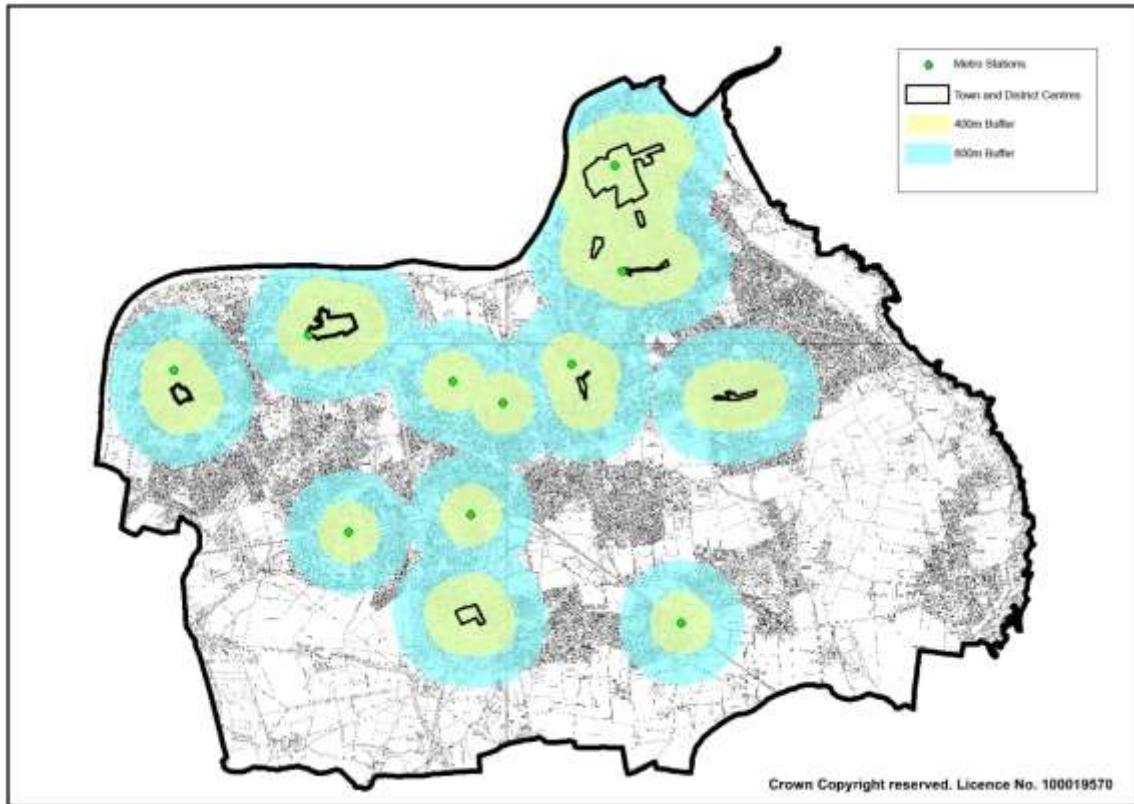 Metro Stations
Town and District Centres
400m Buffer
800m Buffer
Crown Copyright reserved. Licence No. 100019570